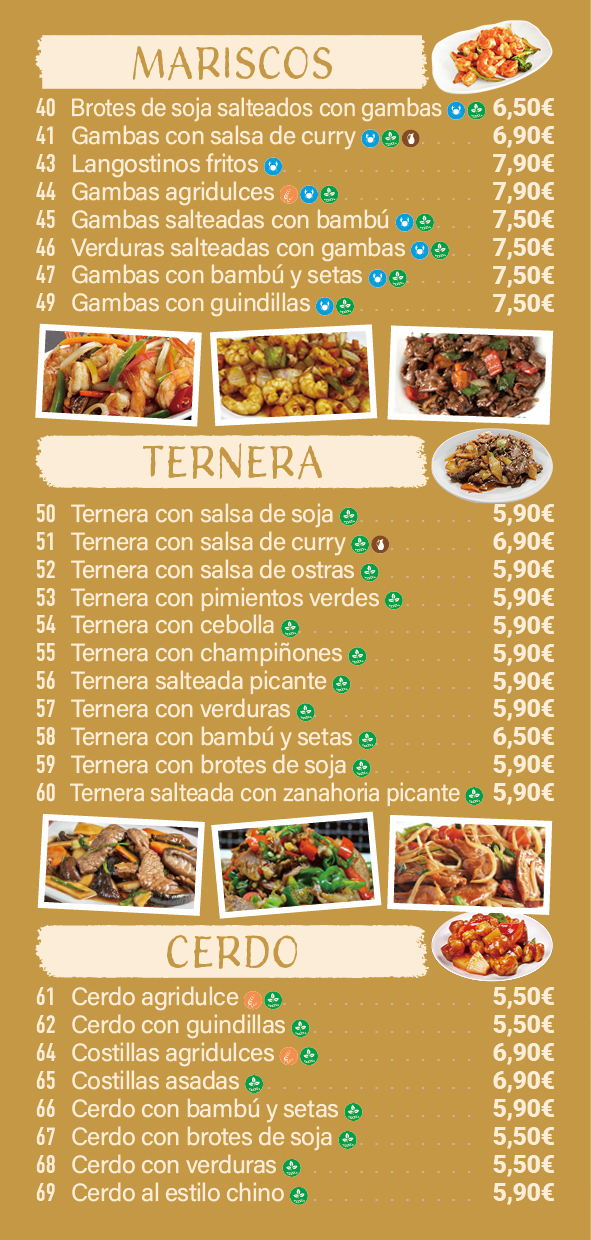 MARISCOS
40 Brotes de soja salteados con gambas 6,50€
41 Gambas con salsa de curry 6,90€
43 Langostinos fritos 7,90€
44 Gambas agridulces 7,90€
45 Gambas salteadas con bambú 7,50€
46 Verduras salteadas con gambas 7,50€
47 Gambas con bambú y setas 7,50€
49 Gambas con guindillas 7,50€
TERNERA
50 Ternera con salsa de soja 5,90€
51 Ternera con salsa de curry 6,90€
52 Ternera con salsa de ostras 5,90€
53 Ternera con pimientos verdes 5,90€
54 Ternera con cebolla 5,90€
55 Ternera con champiñones 5,90€
56 Ternera salteada picante 5,90€
57 Ternera con verduras 5,90€
58 Ternera con bambú y setas 6,50€
59 Ternera con brotes de soja 5,90€
60 Ternera salteada con zanahoria picante 5,90€
CERDO
61 Cerdo agridulce 5,50€
62 Cerdo con guindillas 5,50€
64 Costillas agridulces 6,90€
65 Costillas asadas 6,90€
66 Cerdo con bambú y setas 5,90€
67 Cerdo con brotes de soja 5,50€
68 Cerdo con verduras 5,50€
69 Cerdo al estilo chino 5,90€